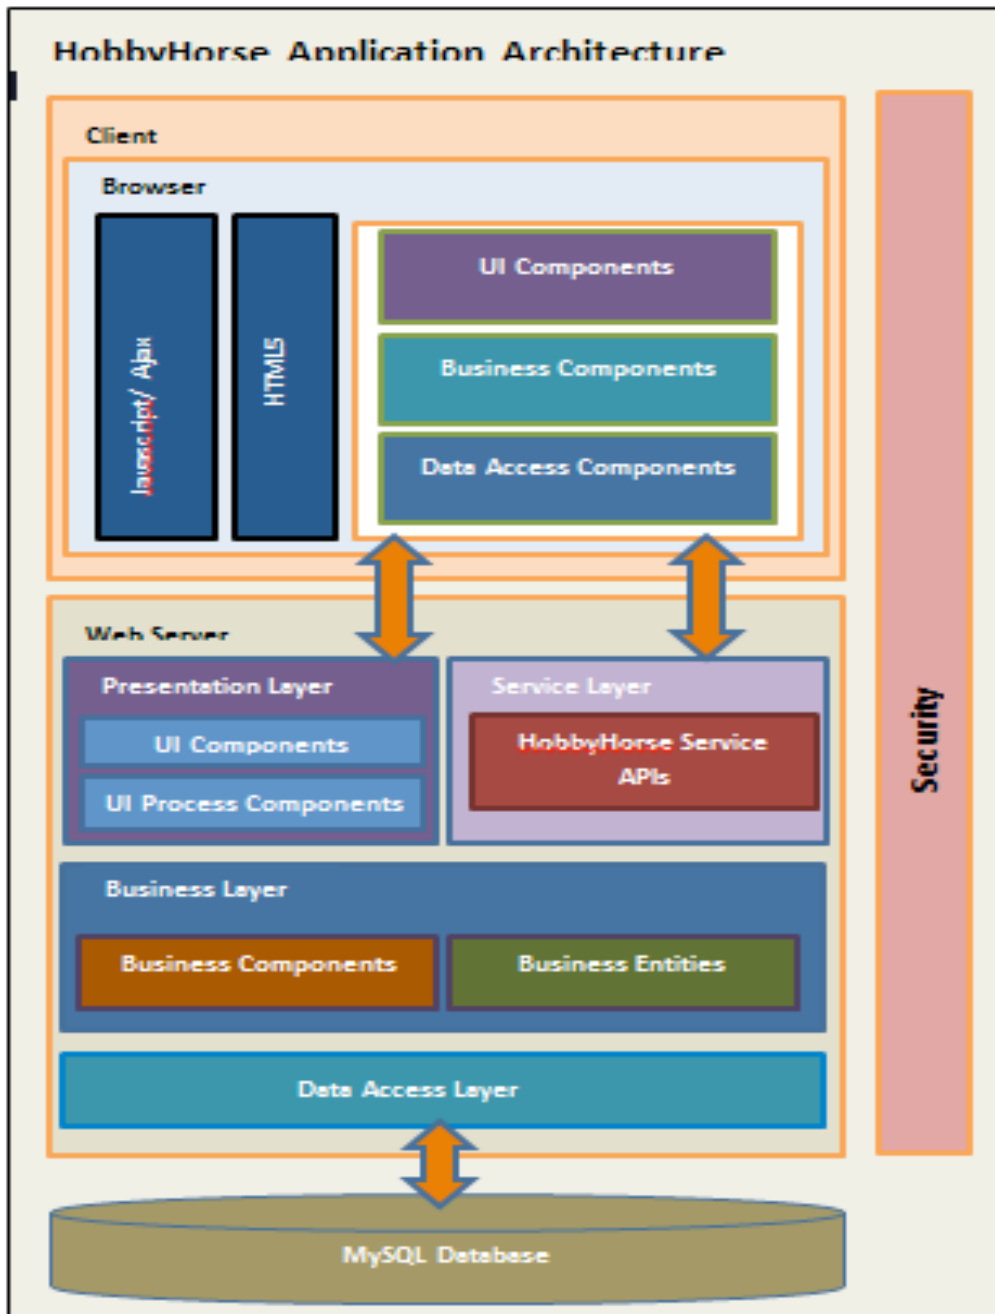 HobbyHorse Application Architecture
Client
Browser
Javascript/ Ajax
HTML5
UI Components
Business Components
Data Access Components
Web Server
Presentation Layer
UI Components
UI Process Components
Service Layer
HobbyHorse Service
APIs
Business Layer
Business Components
Business Entities
Data Access Layer
MySQL Database
Security